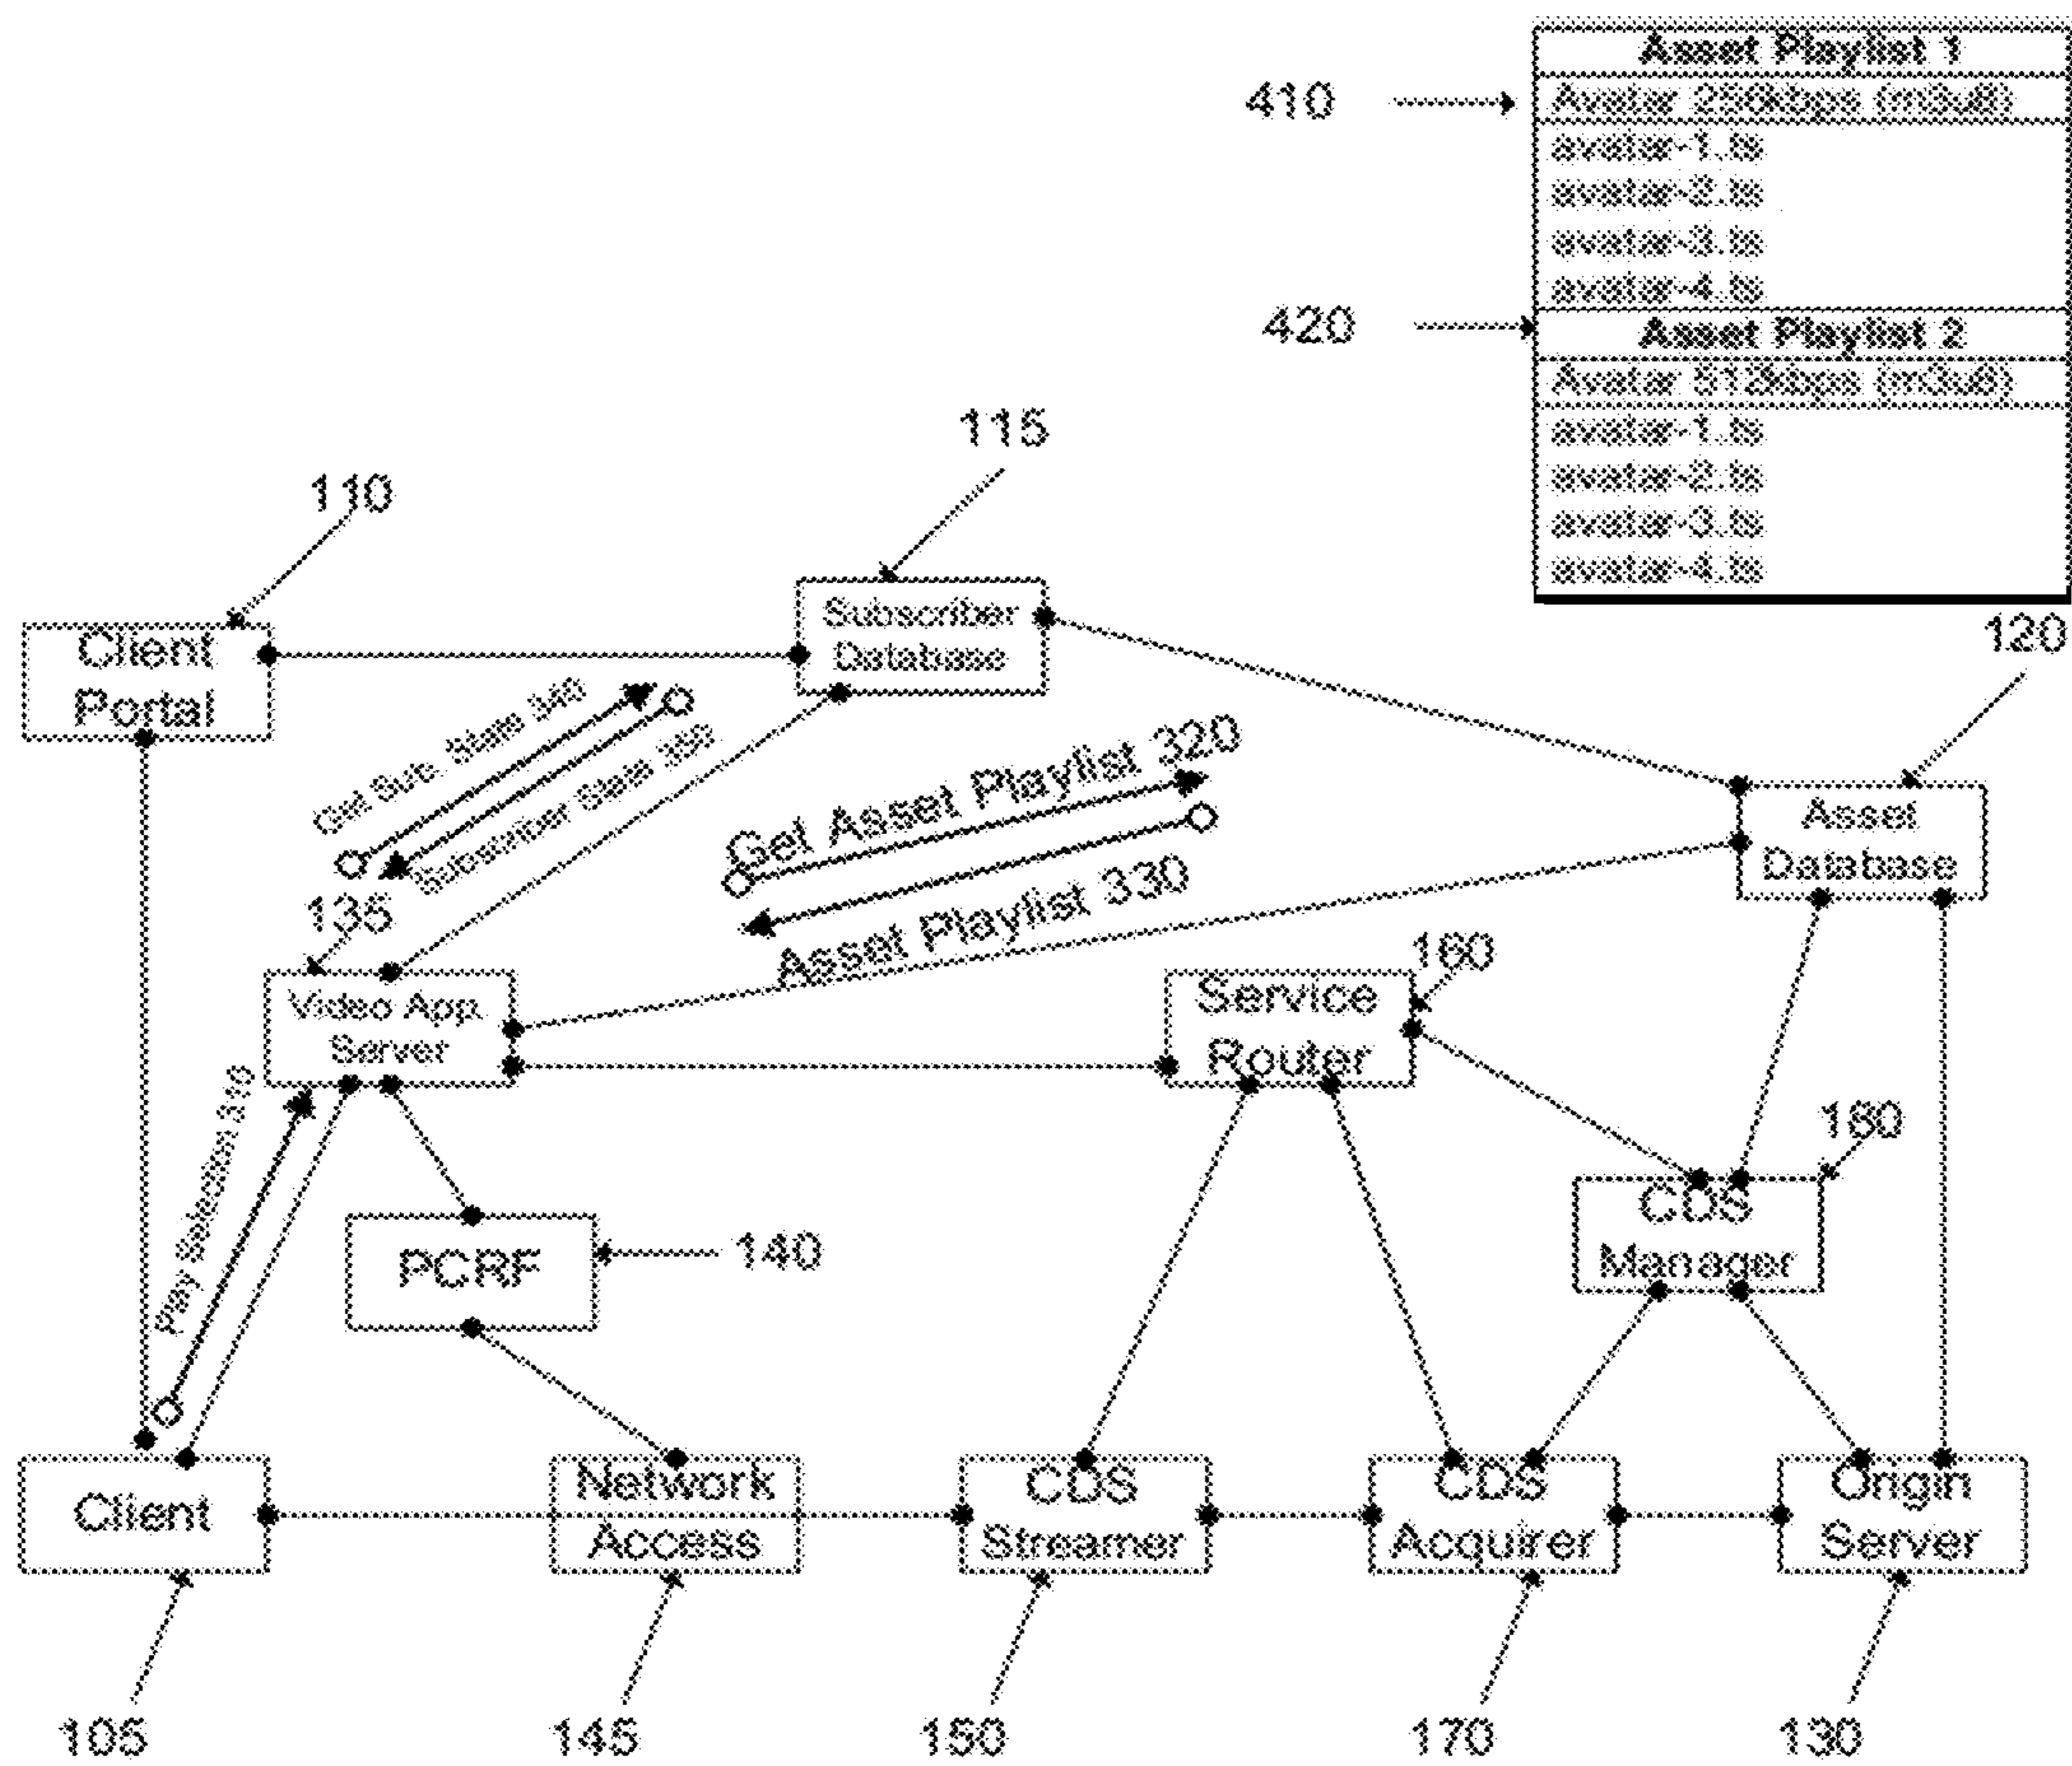 Asset Playlist 1
410
Avatar 256kbps (m3u8)
avatar-1.ts
avatar-2.ts
avatar-3.ts
avatar-4.ts
420
Asset Playlist 2
Avatar 512kbps (m3u8)
avatar-1.ts
avatar-2.ts
avatar-3.ts
avatar-4.ts
115
110
120
Subscriber
Database
Client
Portal
Get Sub. State 340
Subscriber State 350
Get Asset Playlist 320
Asset Playlist 330
Asset
Database
135
Video App.
Server
160
Service
Router
160
CDS
Manager
Play Selection 310
PCRF
140
Client
Network
Access
CDS
Streamer
CDS
Acquirer
Origin
Server
105
145
150
170
130